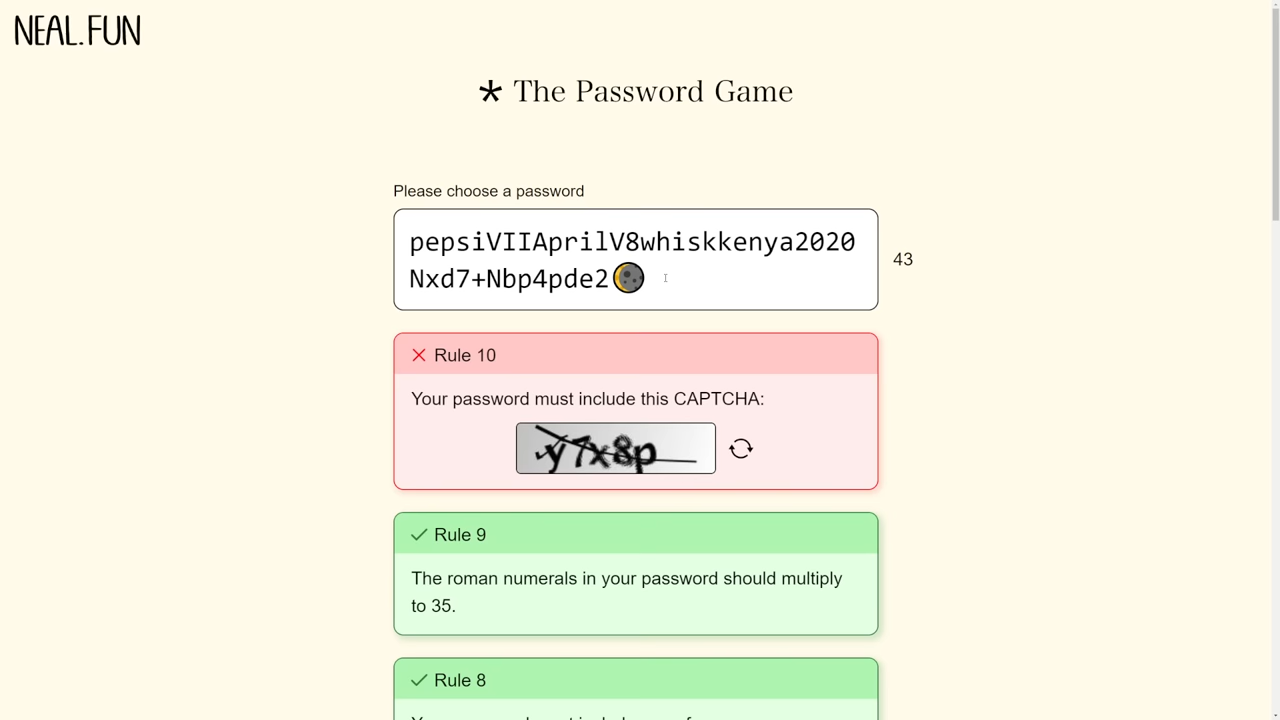 NEAL.FUN
* The Password Game
Please choose a password
pepsiVIIAprilV8whiskkenya2020
Nxd7+Nbp4pde2🌘
43
Rule 10
Your password must include this CAPTCHA:
y7x8p
Rule 9
The roman numerals in your password should multiply
to 35.
Rule 8